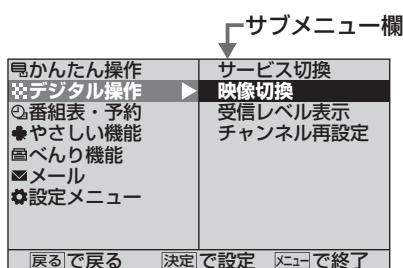 サブメニュー欄
かんたん操作
デジタル操作
番組表・予約
やさしい機能
べんり機能
メール
設定メニュー
サービス切換
映像切換
受信レベル表示
チャンネル再設定
戻る で戻る 決定 で設定 メニュー で終了